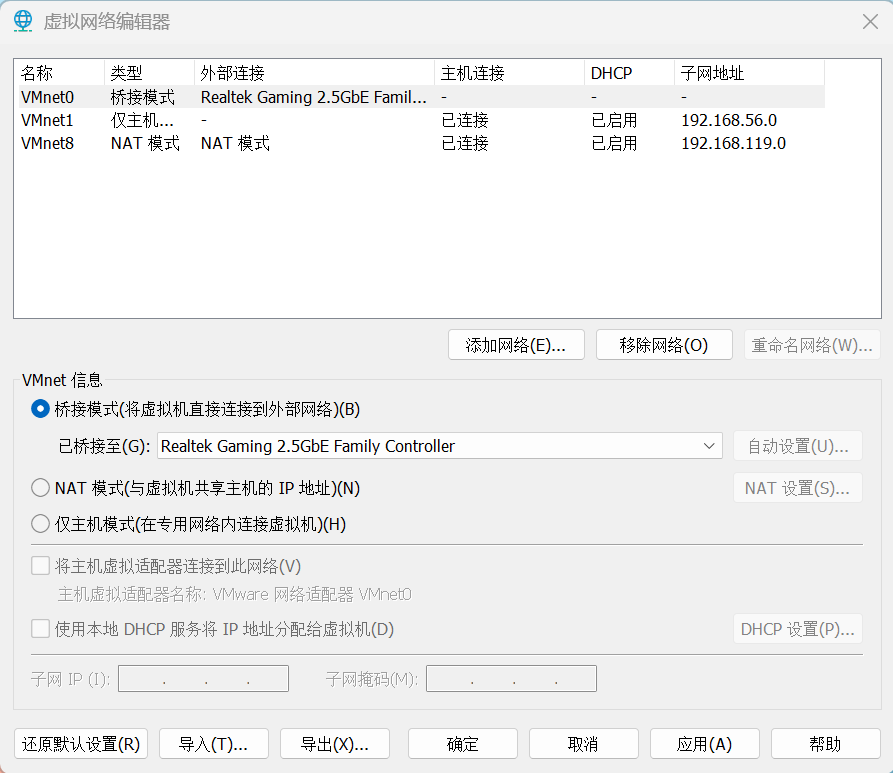 虚拟网络编辑器
名称 类型 外部连接 主机连接 DHCP 子网地址
VMnet0 桥接模式 Realtek Gaming 2.5GbE Famil... - - -
VMnet1 仅主机... - 已连接 已启用 192.168.56.0
VMnet8 NAT 模式 NAT 模式 已连接 已启用 192.168.119.0
添加网络(E)... 移除网络(O) 重命名网络(W)...
VMnet 信息
桥接模式(将虚拟机直接连接到外部网络)(B)
已桥接至(G): Realtek Gaming 2.5GbE Family Controller 自动设置(U)...
NAT 模式(与虚拟机共享主机的 IP 地址)(N) NAT 设置(S)...
仅主机模式(在专用网络内连接虚拟机)(H)
将主机虚拟适配器连接到此网络(V)
主机虚拟适配器名称: VMware 网络适配器 VMnet0
使用本地 DHCP 服务将 IP 地址分配给虚拟机(D) DHCP 设置(P)...
子网 IP (I): . . . 子网掩码(M): . . .
还原默认设置(R) 导入(T)... 导出(X)... 确定 取消 应用(A) 帮助